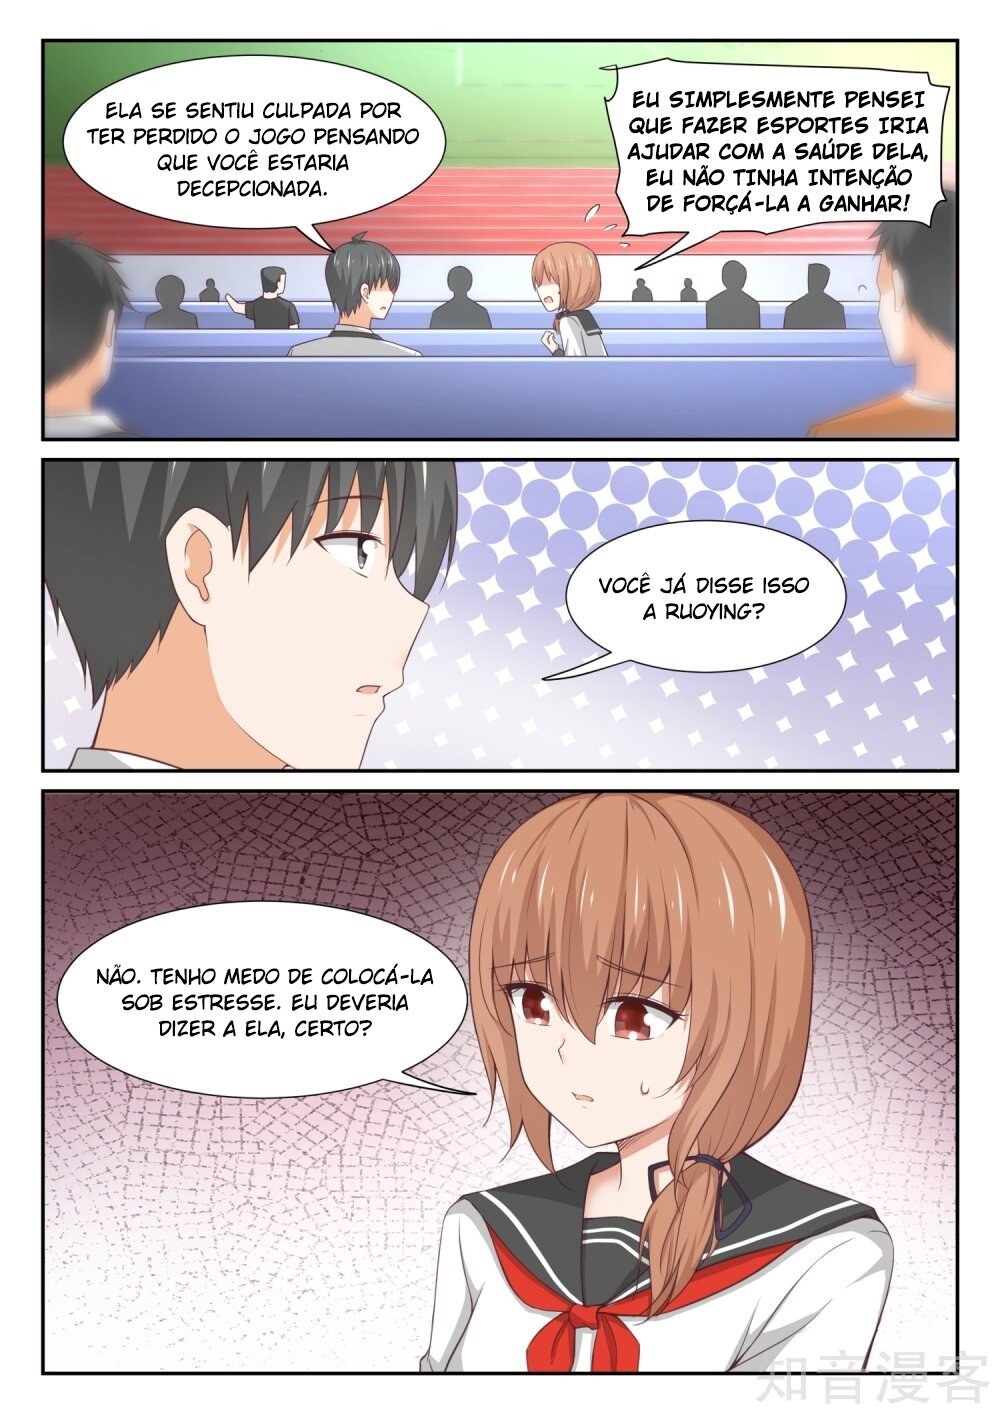 ELA SE SENTIU CULPADA POR
TER PERDIDO O JOGO PENSANDO
QUE VOCÊ ESTARIA
DECEPCIONADA.
EU SIMPLESMENTE PENSEI
QUE FAZER ESPORTES IRIA
AJUDAR COM A SAÚDE DELA,
EU NÃO TINHA INTENÇÃO
DE FORÇÁ-LA A GANHAR!
VOCÊ JÁ DISSE ISSO
A RUOYING?
NÃO. TENHO MEDO DE COLOCÁ-LA
SOB ESTRESSE. EU DEVERIA
DIZER A ELA, CERTO?
知音漫客